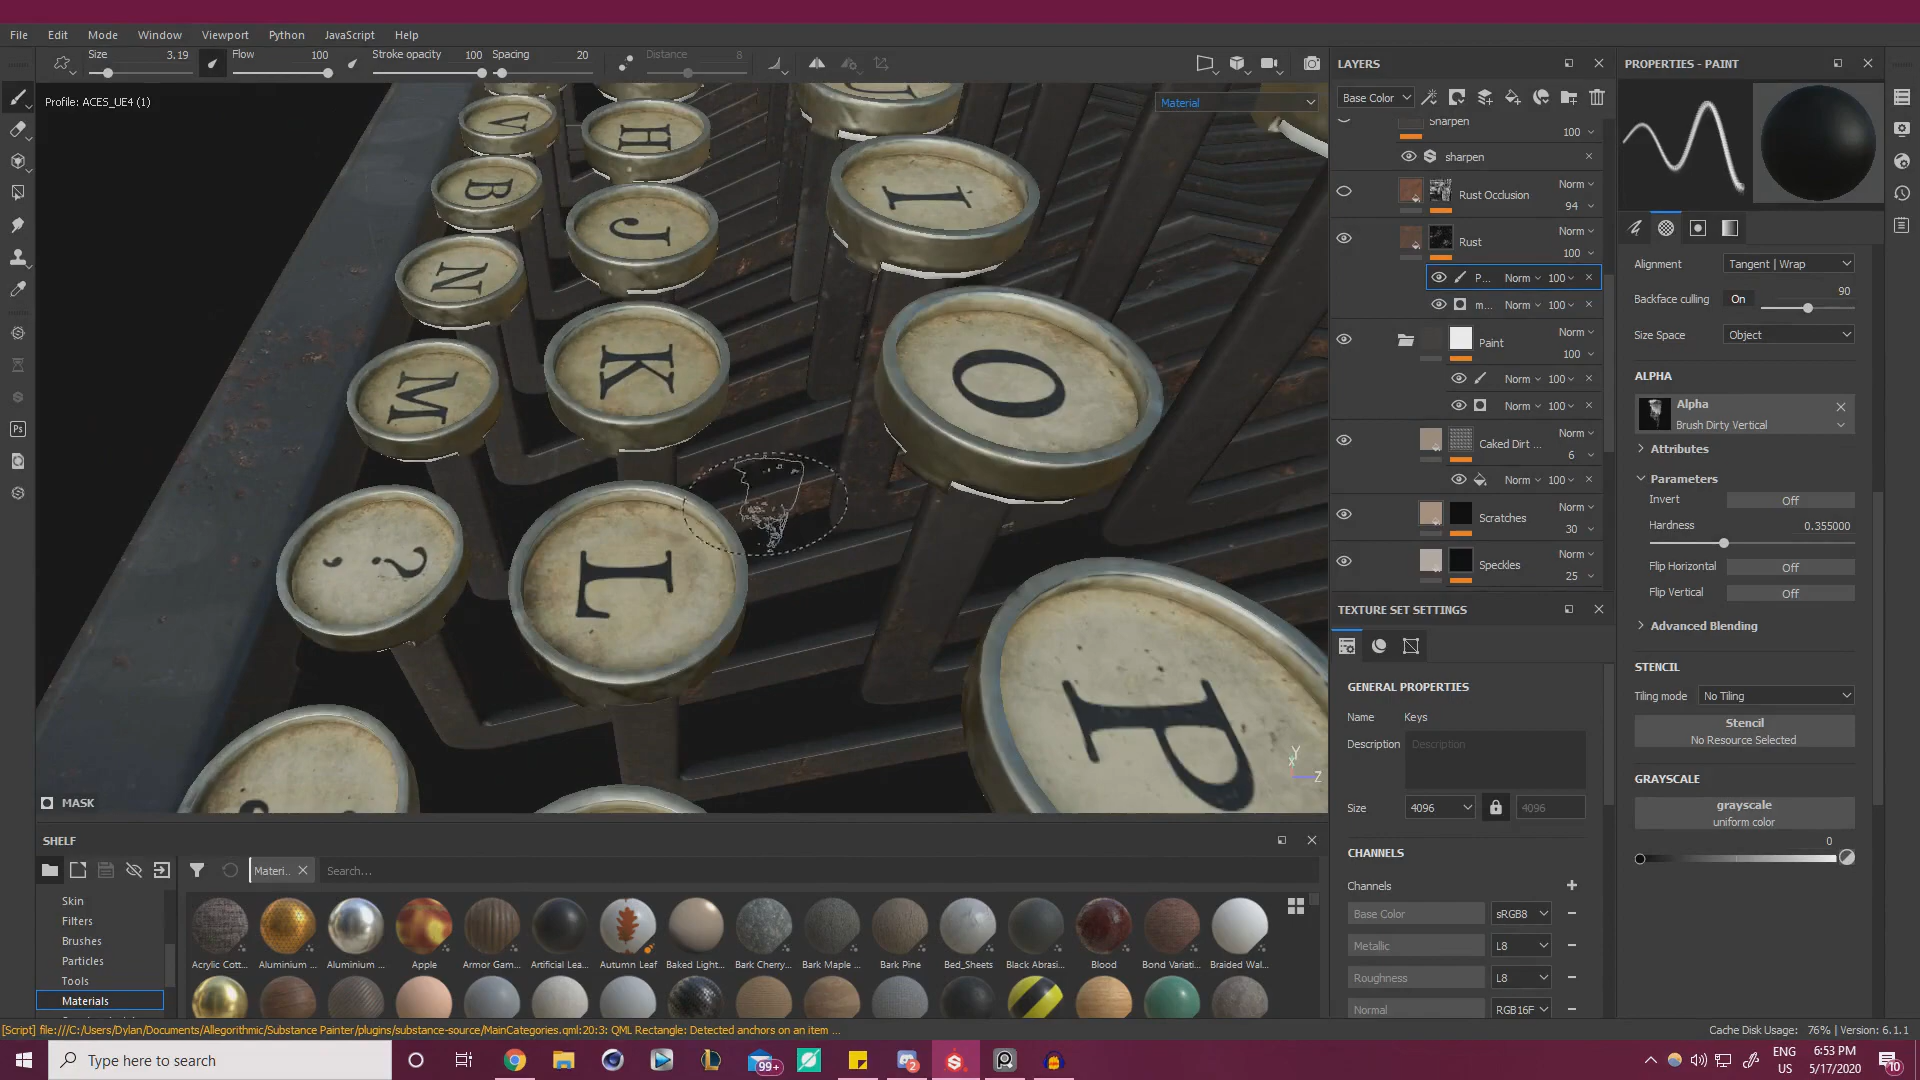 File Edit Mode Window Viewport Python JavaScript Help
Size 3.19 Flow 100 Stroke opacity 100 Spacing 20 Distance 8
Profile: ACES_UE4 (1)
Material
V H
B J I
N
M K O
? L
P
MASK
LAYERS
Base Color
Sharpen 100
sharpen
Rust Occlusion Norm 94
Rust Norm 100
P... Norm 100
m... Norm 100
Paint Norm 100
Norm 100
Norm 100
Caked Dirt ... Norm 6
Norm 100
Scratches Norm 30
Speckles Norm 25
TEXTURE SET SETTINGS
GENERAL PROPERTIES
Name Keys
Description Description
Size 4096 4096
CHANNELS
Channels
Base Color sRGB8
Metallic L8
Roughness L8
Normal RGB16F
PROPERTIES - PAINT
Alignment Tangent | Wrap
Backface culling On 90
Size Space Object
ALPHA
Alpha
Brush Dirty Vertical
Attributes
Parameters
Invert Off
Hardness 0.355000
Flip Horizontal Off
Flip Vertical Off
Advanced Blending
STENCIL
Tiling mode No Tiling
Stencil
No Resource Selected
GRAYSCALE
grayscale
uniform color
0
Y
X
Z
Ps
SHELF
Materi.. Search...
Skin
Filters
Brushes
Particles
Tools
Materials
Acrylic Cott... Aluminium ... Aluminium ... Apple Armor Gam... Artificial Lea... Autumn Leaf Baked Light... Bark Cherry... Bark Maple ... Bark Pine Bed_Sheets Black Abrasi... Blood Bond Variati... Braided Wal...
[Script] file:///C:/Users/Dylan/Documents/Allegorithmic/Substance Painter/plugins/substance-source/MainCategories.qml:20:3: QML Rectangle: Detected anchors on an item ...
Cache Disk Usage: 76% | Version: 6.1.1
Type here to search
99+
2
ENG
US
6:53 PM
5/17/2020
10